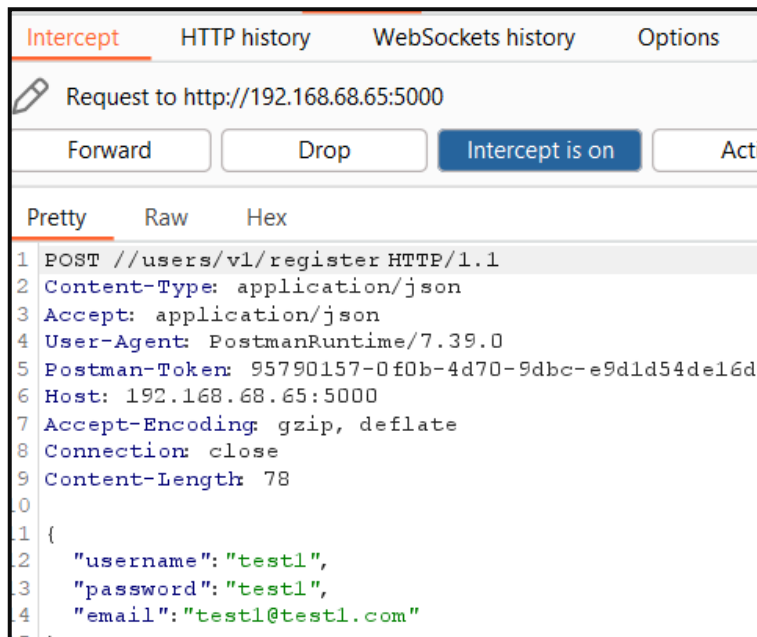 Intercept HTTP history WebSockets history Options
Request to http://192.168.68.65:5000
Forward Drop Intercept is on Acti
Pretty Raw Hex
1 POST //users/v1/register HTTP/1.1
2 Content-Type: application/json
3 Accept: application/json
4 User-Agent: PostmanRuntime/7.39.0
5 Postman-Token: 95790157-0f0b-4d70-9dbc-e9d1d54de16d
6 Host: 192.168.68.65:5000
7 Accept-Encoding: gzip, deflate
8 Connection: close
9 Content-Length: 78
10
11 {
12 "username":"test1",
13 "password":"test1",
14 "email":"test1@test1.com"